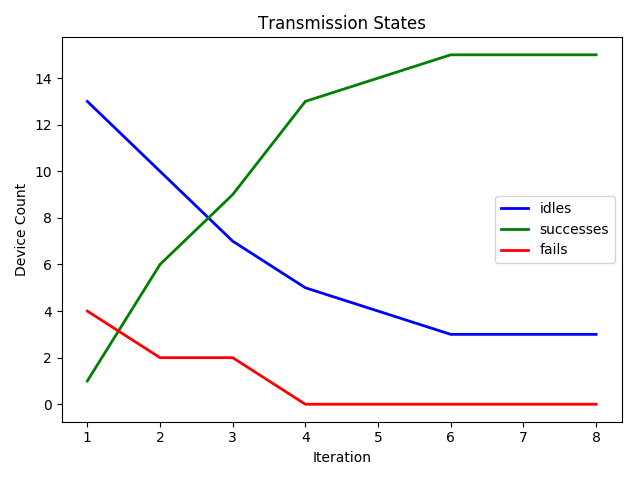 Transmission States
Device Count
14
12
10
8
6
4
2
0
idles
successes
fails
1 2 3 4 5 6 7 8
Iteration